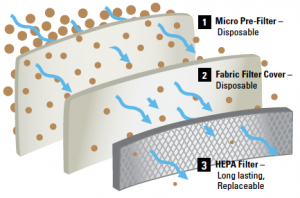 1 Micro Pre-Filter –
Disposable
2 Fabric Filter Cover –
Disposable
3 HEPA Filter –
Long lasting,
Replaceable